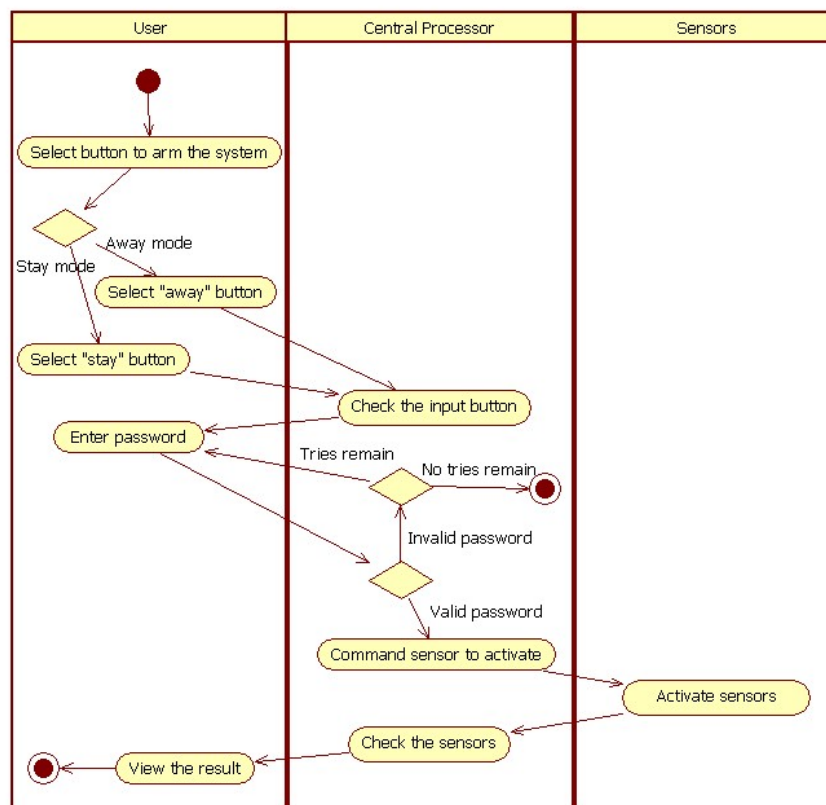 User
Central Processor
Sensors
Select button to arm the system
Away mode
Stay mode
Select "away" button
Select "stay" button
Check the input button
Enter password
Tries remain
No tries remain
Invalid password
Valid password
Command sensor to activate
Activate sensors
Check the sensors
View the result